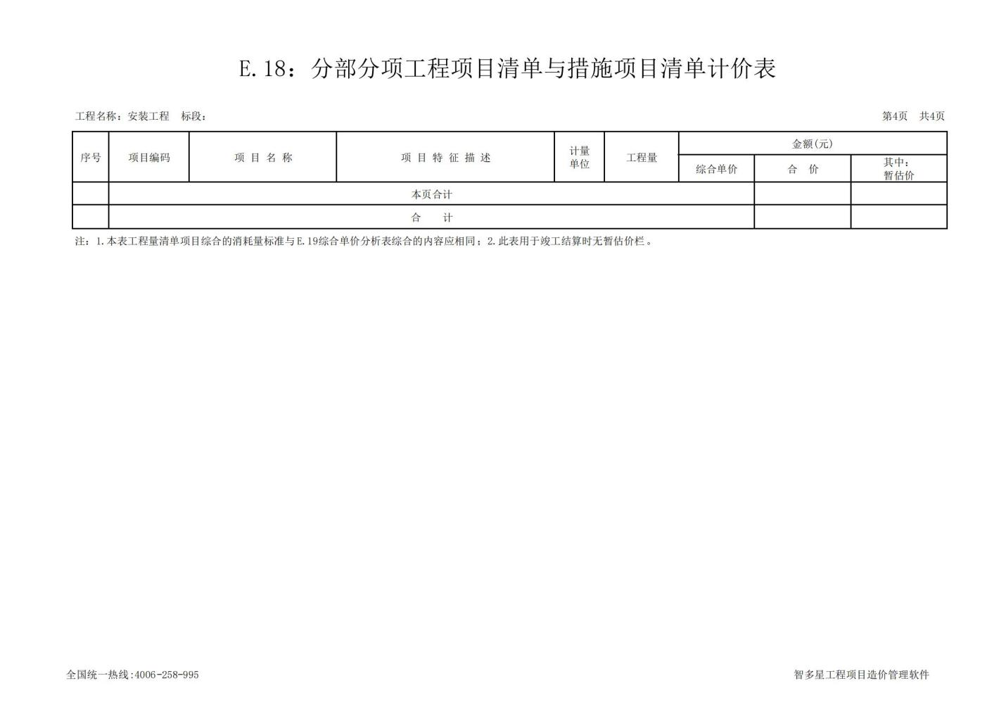 E.18：分部分项工程项目清单与措施项目清单计价表
工程名称：安装工程　标段：
第4页　共4页
序号
项目编码
项 目 名 称
项 目 特 征 描 述
计量
单位
工程量
金额(元)
综合单价
合　价
其中：
暂估价
本页合计
合　　计
注：1.本表工程量清单项目综合的消耗量标准与E.19综合单价分析表综合的内容应相同；2.此表用于竣工结算时无暂估价栏。
全国统一热线:4006-258-995
智多星工程项目造价管理软件